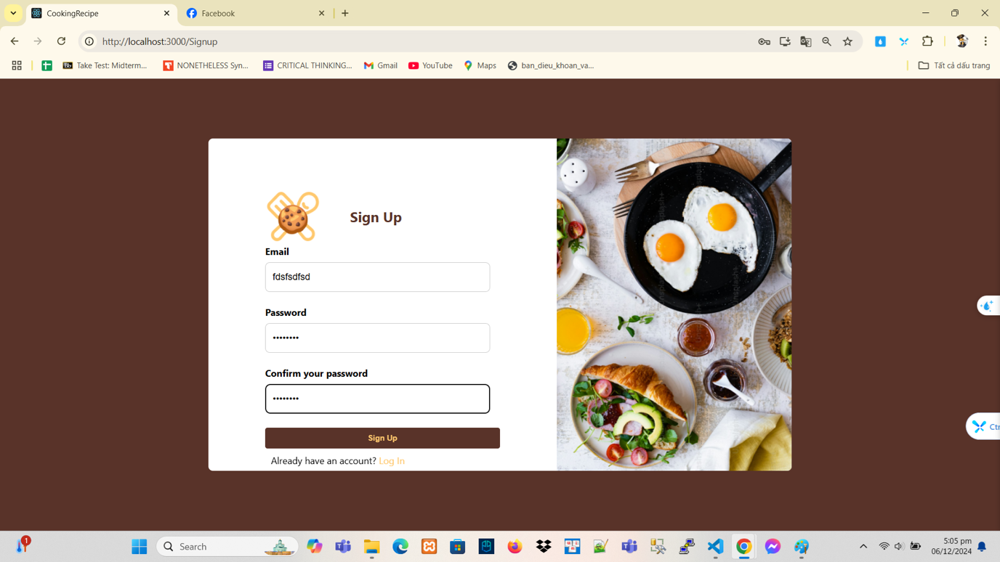 CookingRecipe
Facebook
http://localhost:3000/Signup
Take Test: Midterm...
NONETHELESS Syn...
CRITICAL THINKING...
Gmail
YouTube
Maps
ban_dieu_khoan_va...
Tất cả dấu trang
Sign Up
Email
fdsfsdfsd
Password
••••••••
Confirm your password
••••••••
Sign Up
Already have an account? Log In
Ctr
1
Search
5:05 pm
06/12/2024